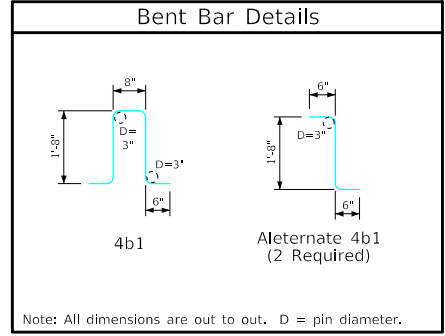 Bent Bar Details
8"
6"
D=
3"
D=3"
1'-8"
1'-8"
D=3"
6"
6"
4b1
Aleternate 4b1
(2 Required)
Note: All dimensions are out to out. D = pin diameter.